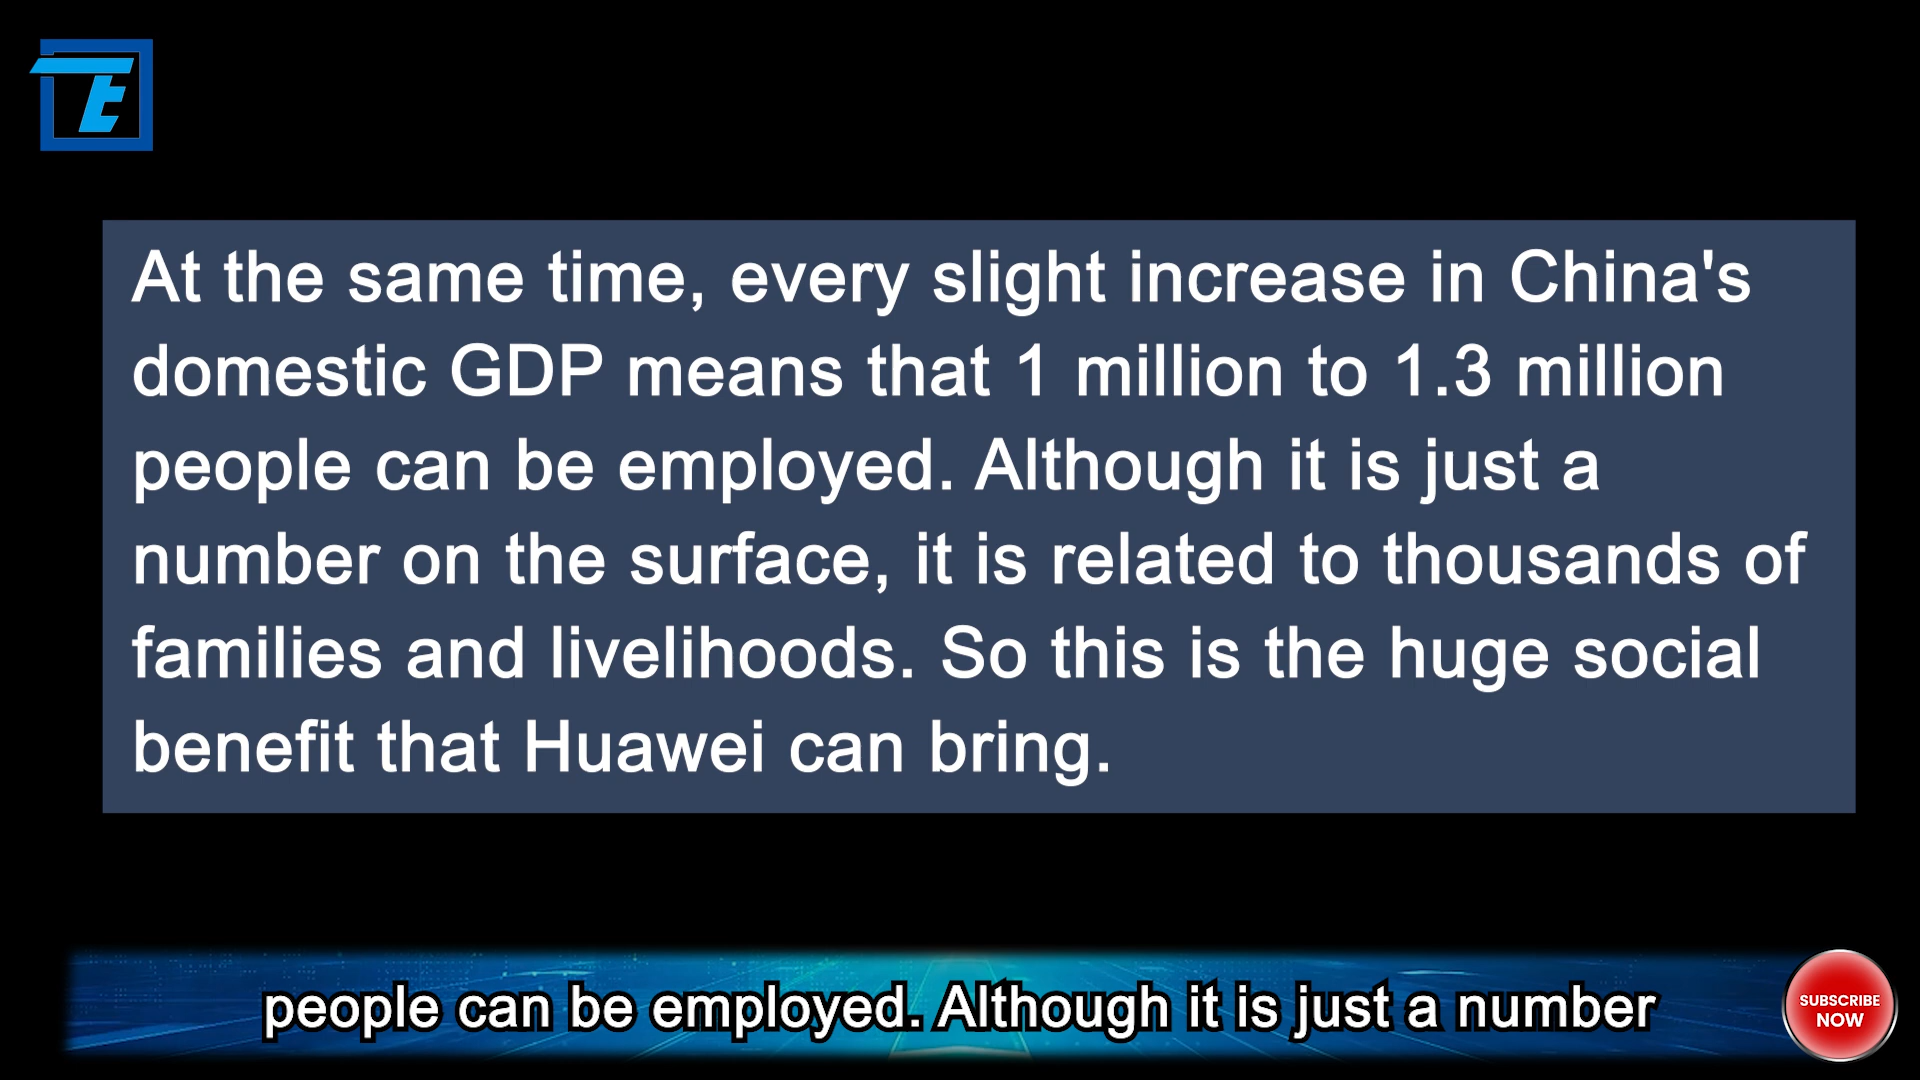 TE
At the same time, every slight increase in China's
domestic GDP means that 1 million to 1.3 million
people can be employed. Although it is just a
number on the surface, it is related to thousands of
families and livelihoods. So this is the huge social
benefit that Huawei can bring.
people can be employed. Although it is just a number
SUBSCRIBE
NOW